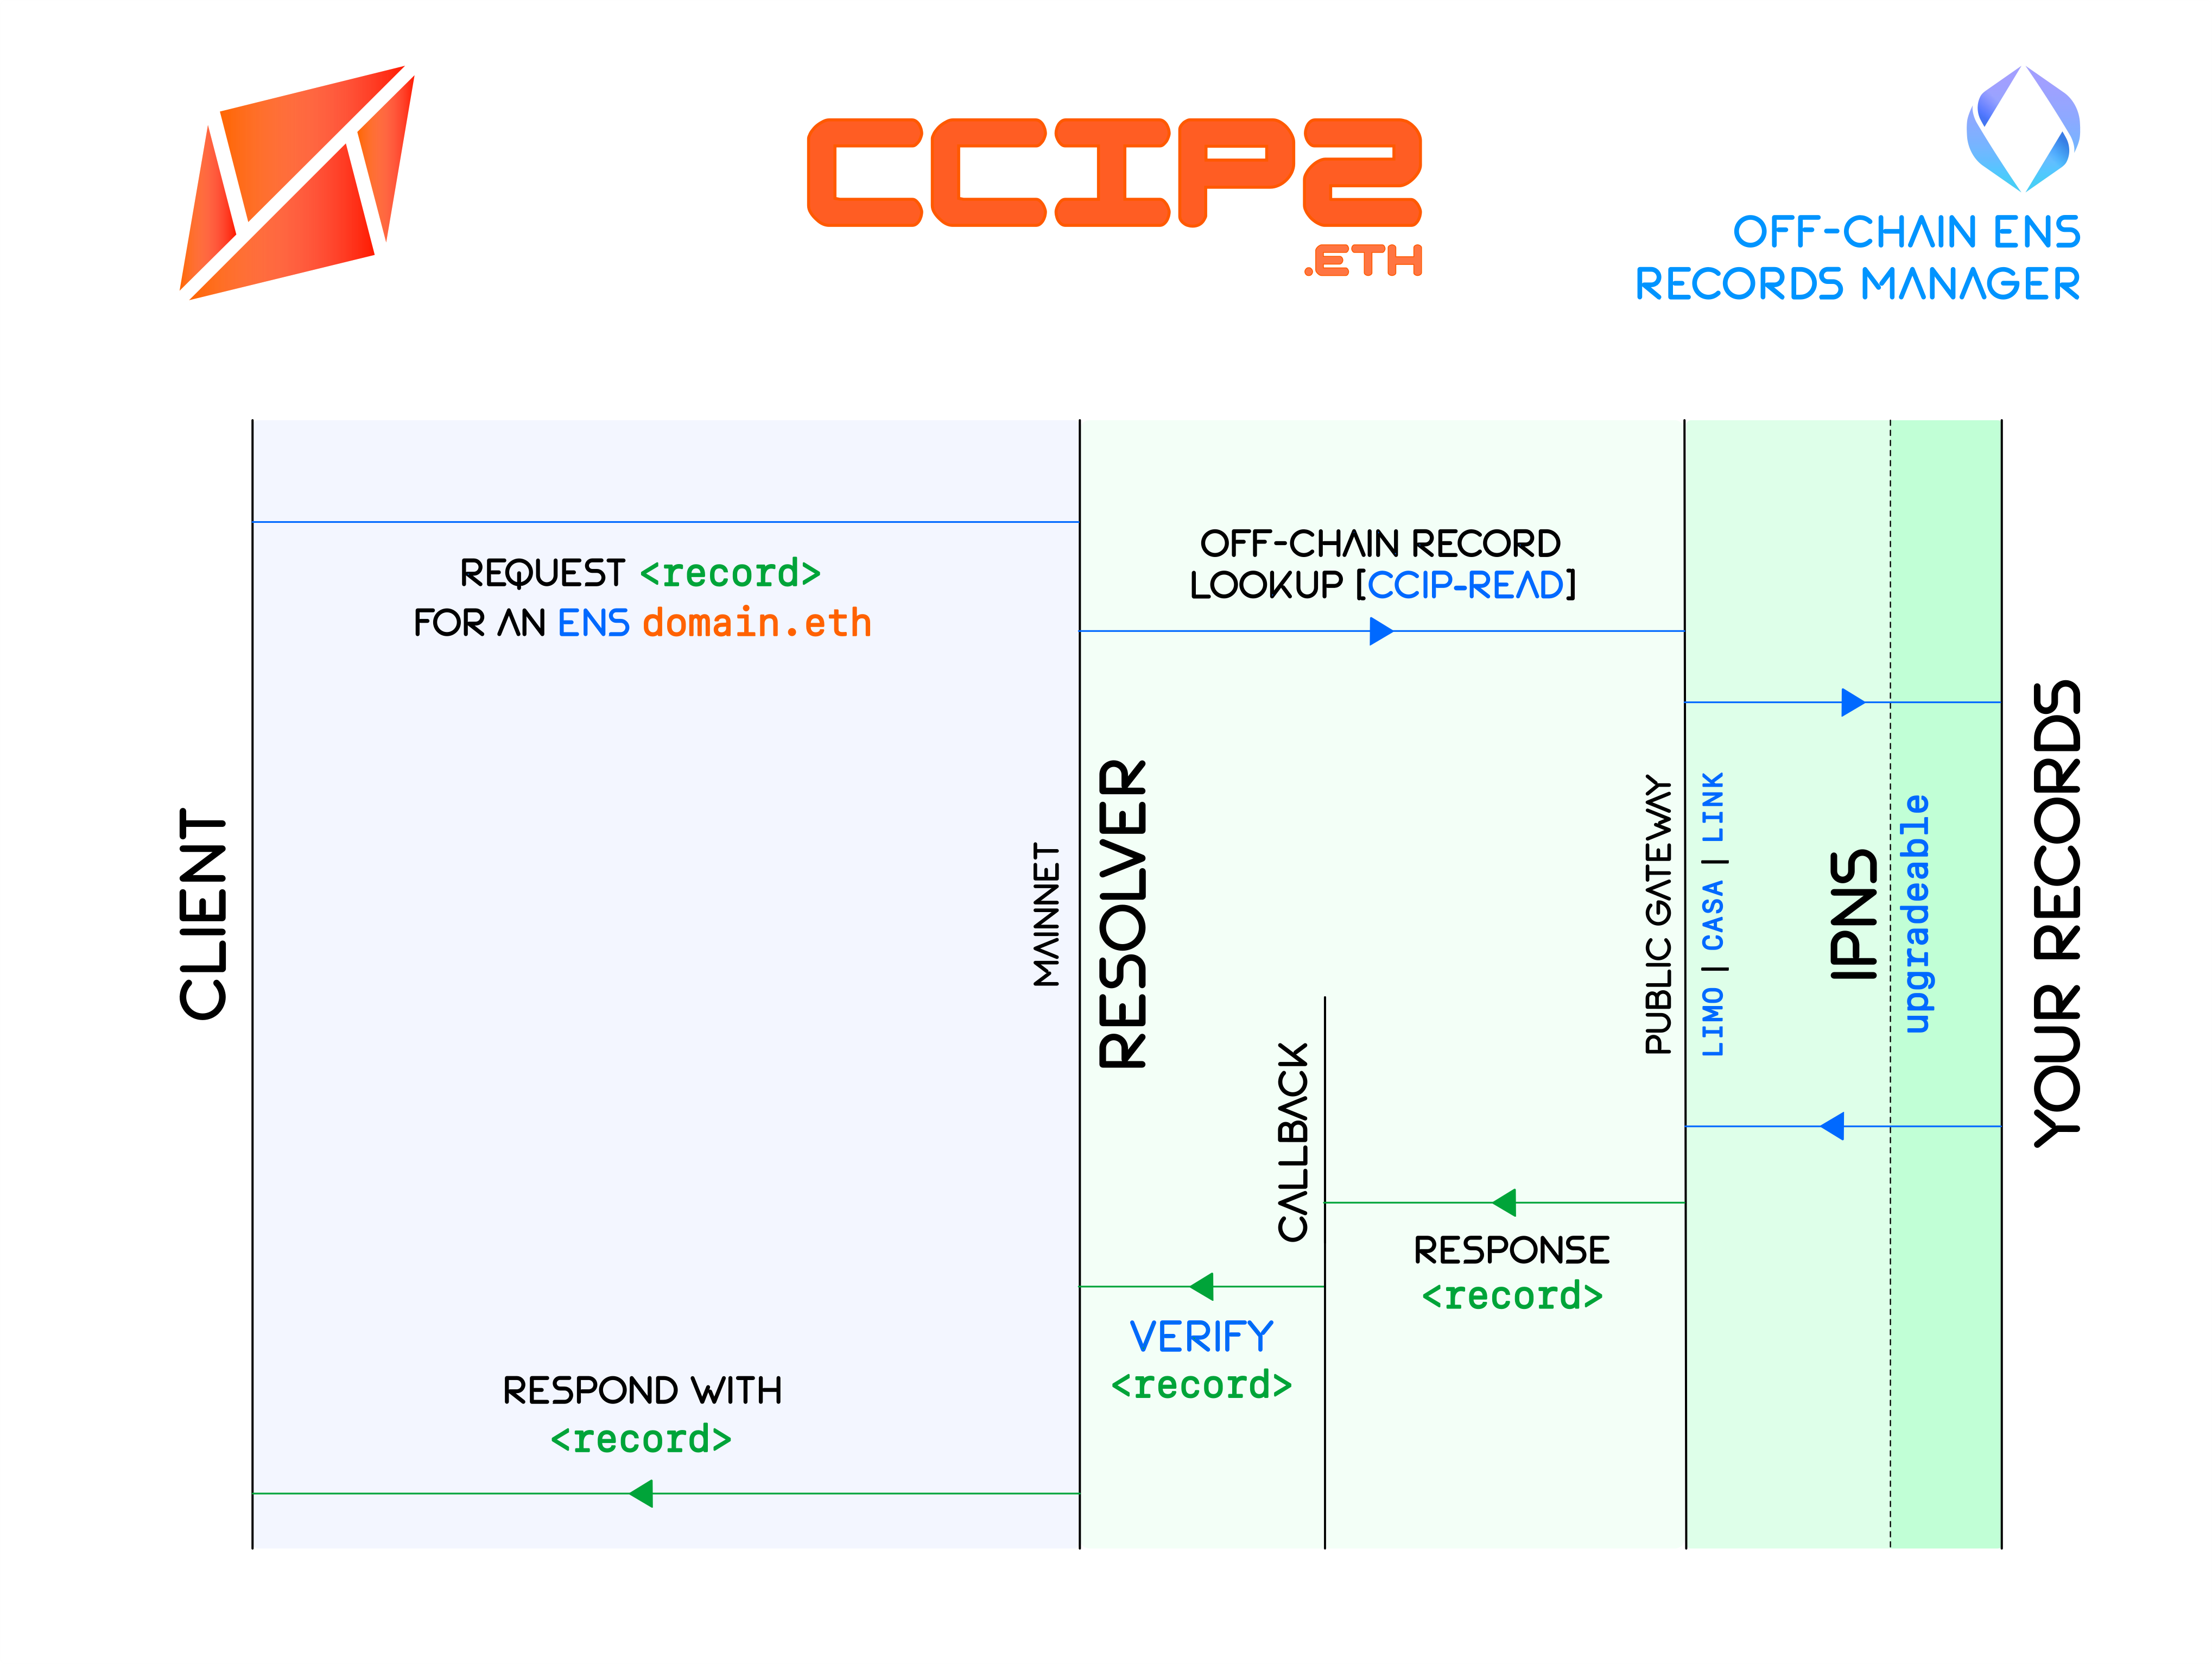 CCIP2
.ETH
OFF-CHAIN ENS
RECORDS MANAGER
REQUEST <record>
FOR AN ENS domain.eth
OFF-CHAIN RECORD
LOOKUP [CCIP-READ]
CLIENT
MAINNET
RESOLVER
CALLBACK
PUBLIC GATEWAY
LIMO | CASA | LINK
IPNS
upgradeable
YOUR RECORDS
RESPONSE
<record>
VERIFY
<record>
RESPOND WITH
<record>